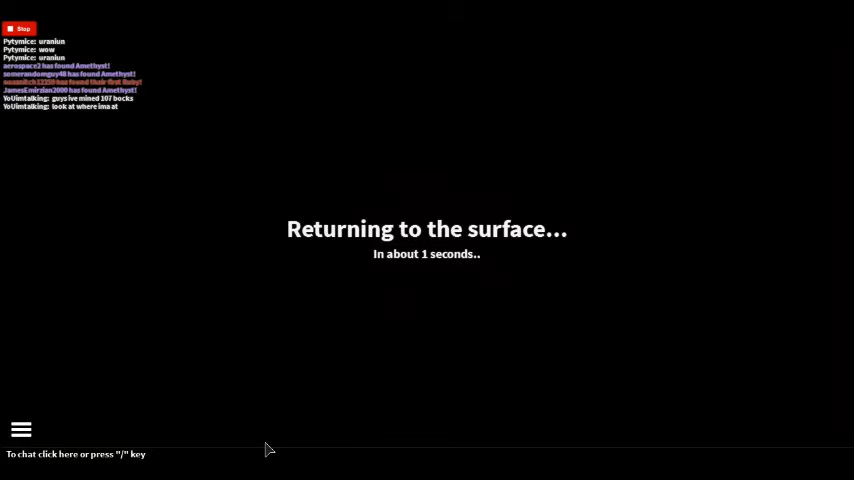 Stop
Pytymice: uraniun
Pytymice: wow
Pytymice: uraniun
aerospace2 has found Amethyst!
somerandomguy48 has found Amethyst!
has found their first Ruby!
JamesEmirzian2000 has found Amethyst!
YoUimtalking: guys ive mined 107 bocks
YoUimtalking: look at where ima at
Returning to the surface...
In about 1 seconds..
To chat click here or press "/" key